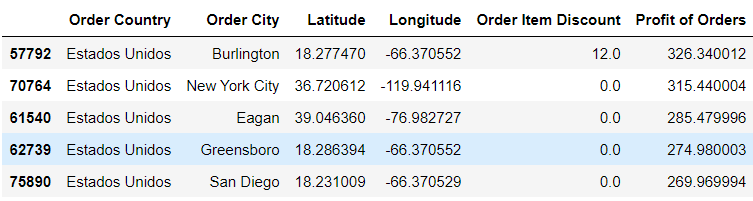 Order Country Order City Latitude Longitude Order Item Discount Profit of Orders
57792 Estados Unidos Burlington 18.277470 -66.370552 12.0 326.340012
70764 Estados Unidos New York City 36.720612 -119.941116 0.0 315.440004
61540 Estados Unidos Eagan 39.046360 -76.982727 0.0 285.479996
62739 Estados Unidos Greensboro 18.286394 -66.370552 0.0 274.980003
75890 Estados Unidos San Diego 18.231009 -66.370529 0.0 269.969994